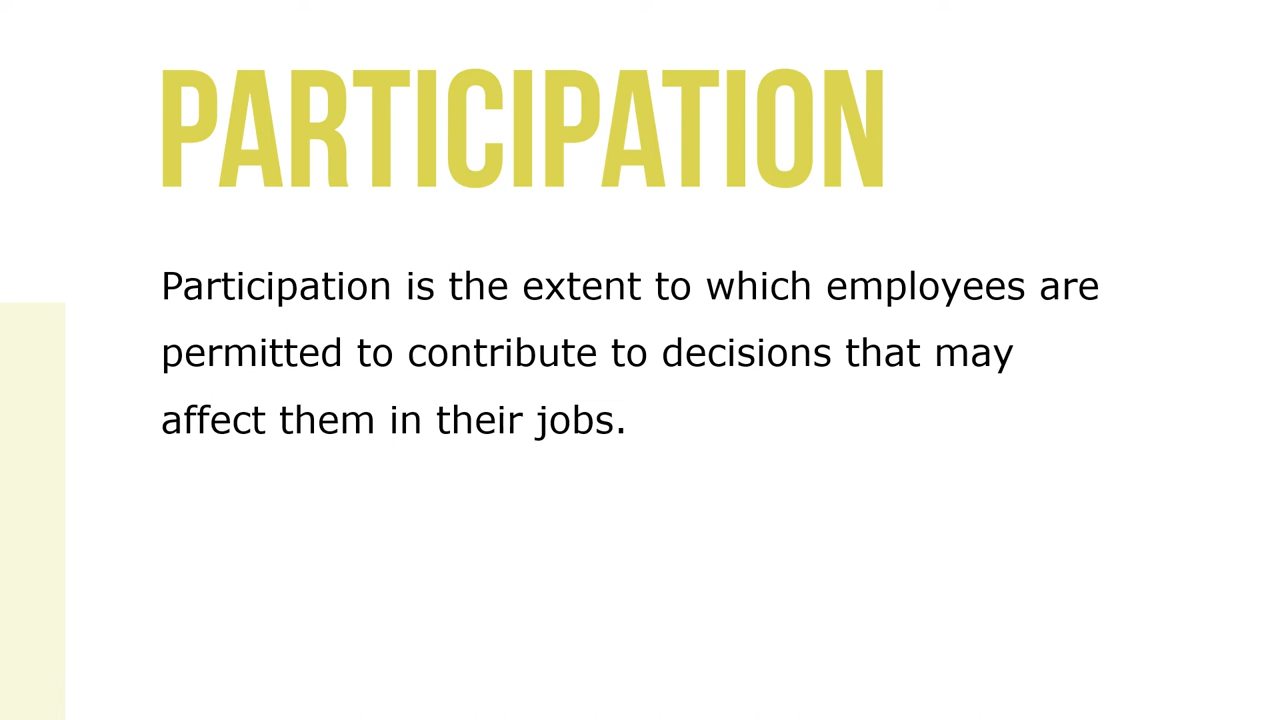 PARTICIPATION
Participation is the extent to which employees are
permitted to contribute to decisions that may
affect them in their jobs.